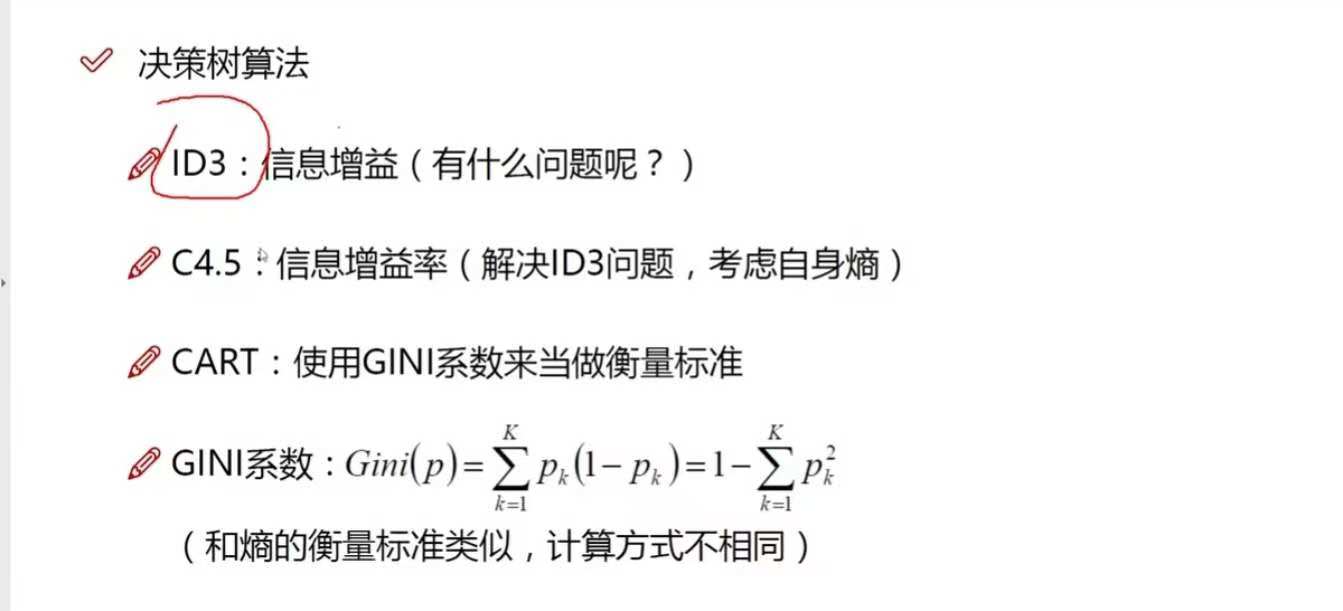 决策树算法
ID3：信息增益（有什么问题呢？）
C4.5：信息增益率（解决ID3问题，考虑自身熵）
CART：使用GINI系数来当做衡量标准
GINI系数：Gini(p)=∑_{k=1}^{K} p_k(1-p_k)=1-∑_{k=1}^{K} p_k^2
（和熵的衡量标准类似，计算方式不相同）